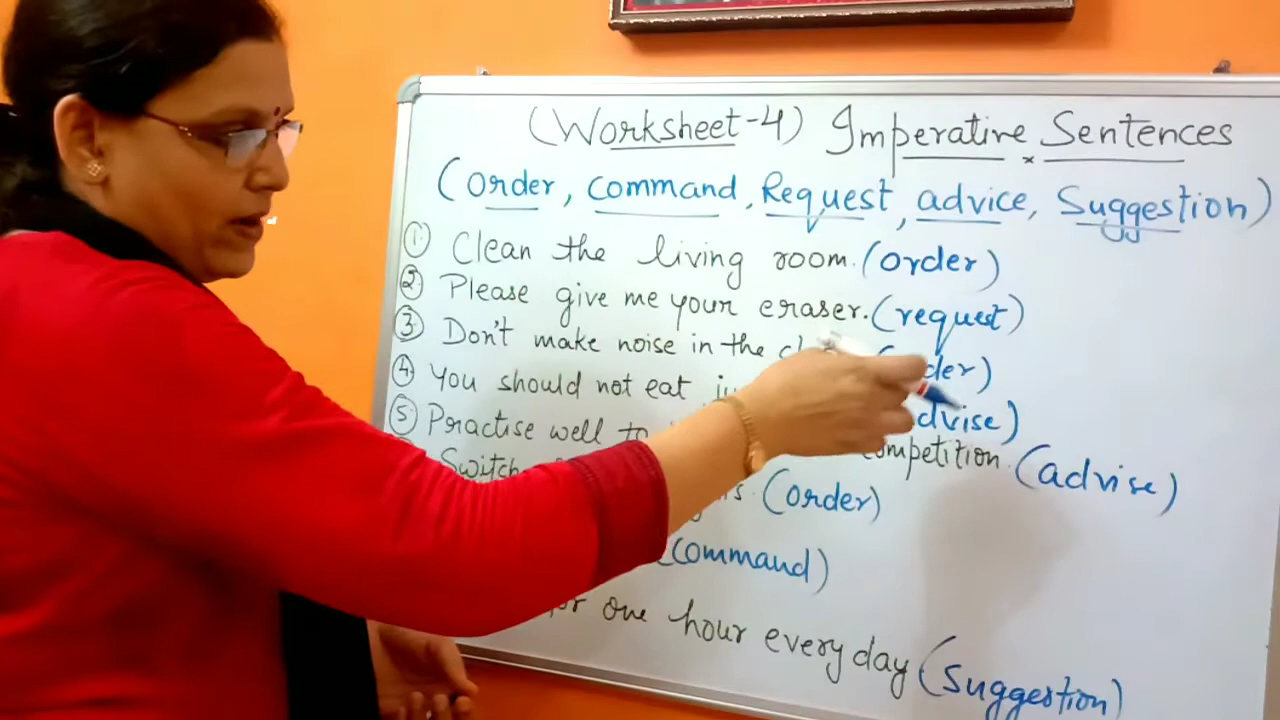 (Worksheet-4) Imperative Sentences
(Order, Command, Request, advice, Suggestion)
① Clean the living room. (order)
② Please give me your eraser. (request)
③ Don't make noise in the
④ You should not eat
⑤ Practise well to competition. (advise)
Switch (order)
(Command)
for one hour every day (Suggestion)